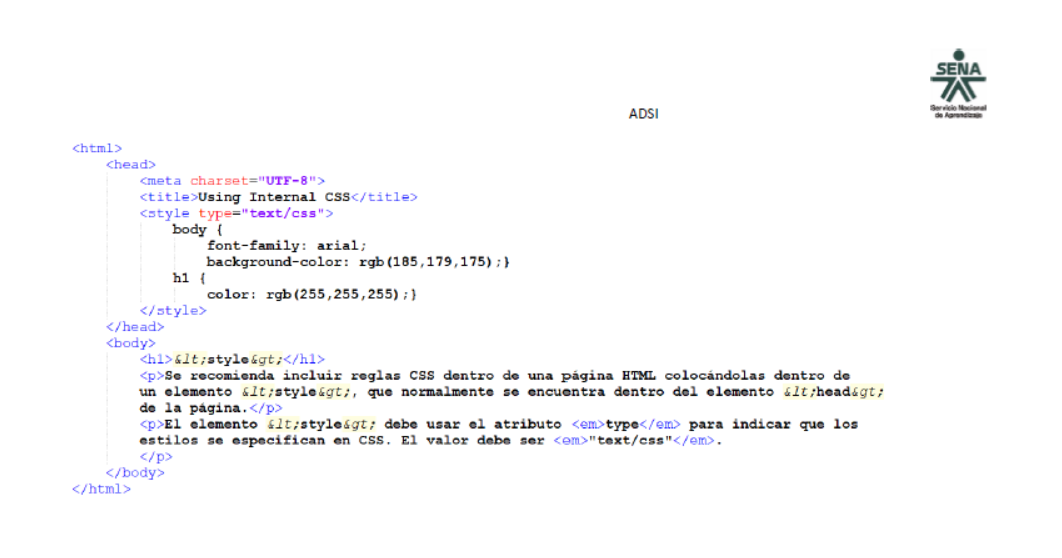 SENA
Servicio Nacional
de Aprendizaje
ADSI
<html>
<head>
<meta charset="UTF-8">
<title>Using Internal CSS</title>
<style type="text/css">
body {
font-family: arial;
background-color: rgb(185,179,175);}
h1 {
color: rgb(255,255,255);}
</style>
</head>
<body>
<h1>&lt;style&gt;</h1>
<p>Se recomienda incluir reglas CSS dentro de una página HTML colocándolas dentro de
un elemento &lt;style&gt;, que normalmente se encuentra dentro del elemento &lt;head&gt;
de la página.</p>
<p>El elemento &lt;style&gt; debe usar el atributo <em>type</em> para indicar que los
estilos se especifican en CSS. El valor debe ser <em>"text/css"</em>.
</p>
</body>
</html>